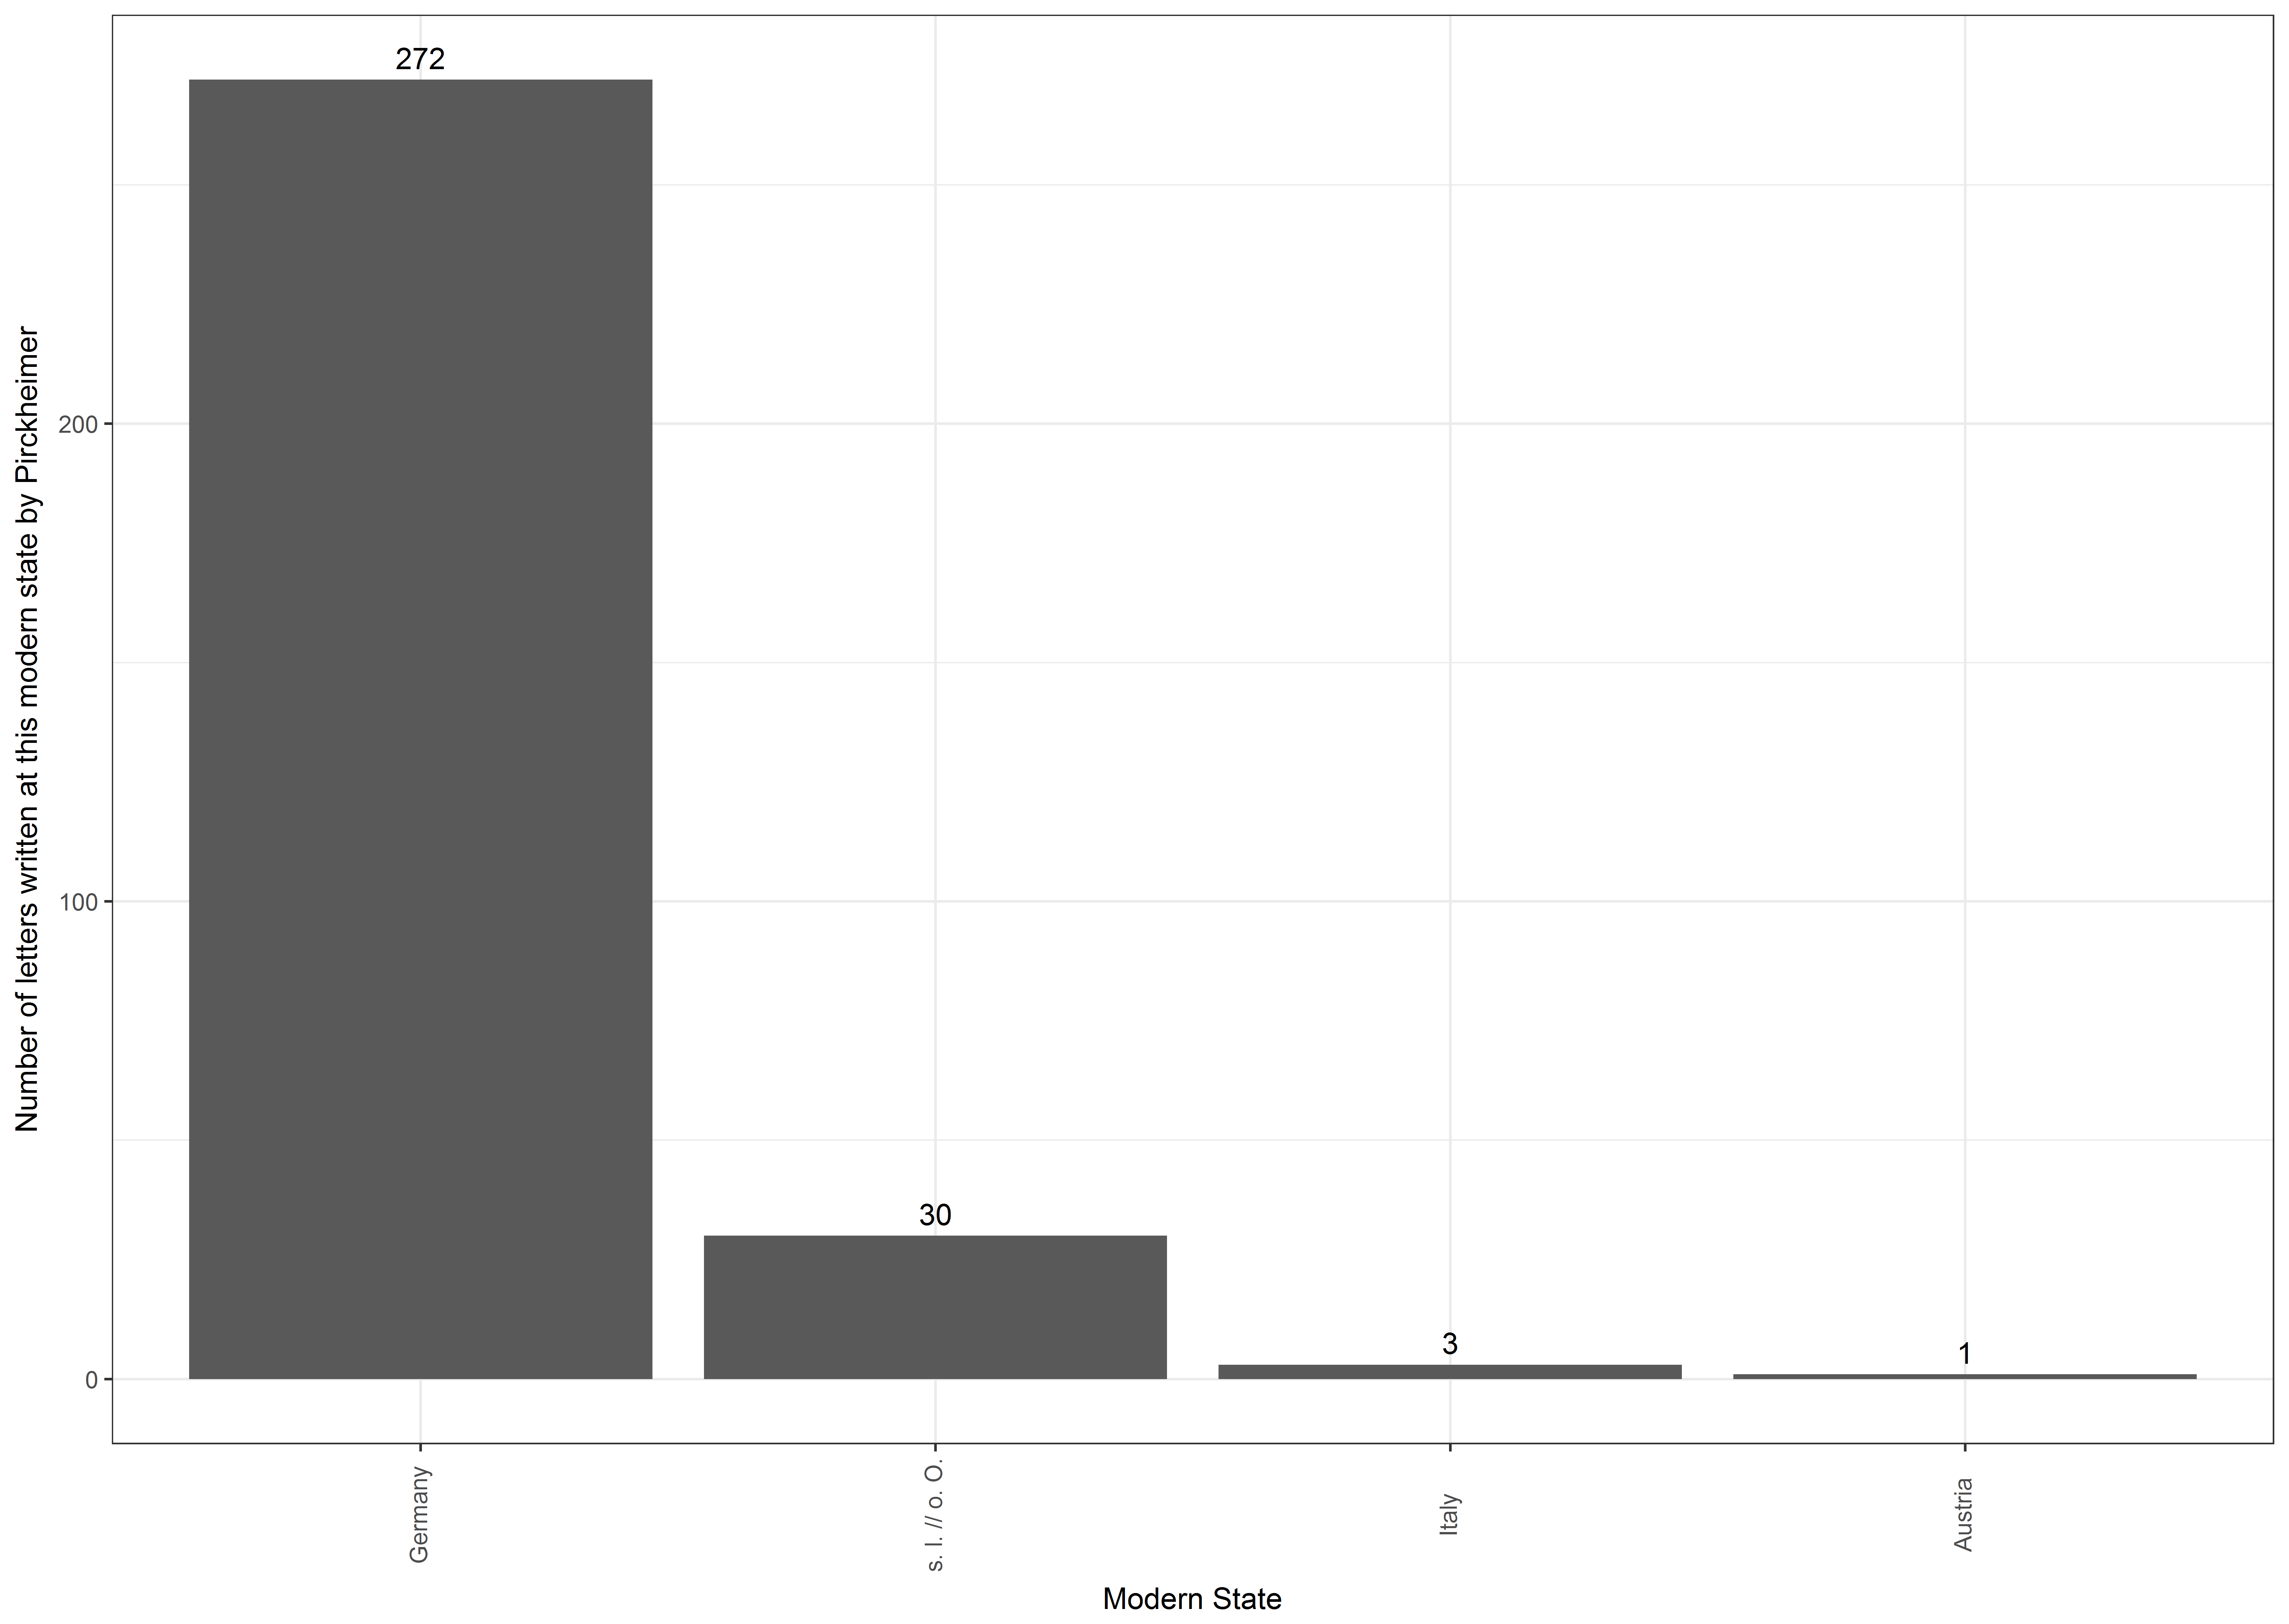 Number of letters written at this modern state by Pirckheimer
200
100
0
272
30
3
1
Germany
s. l. // o. O.
Italy
Austria
Modern State